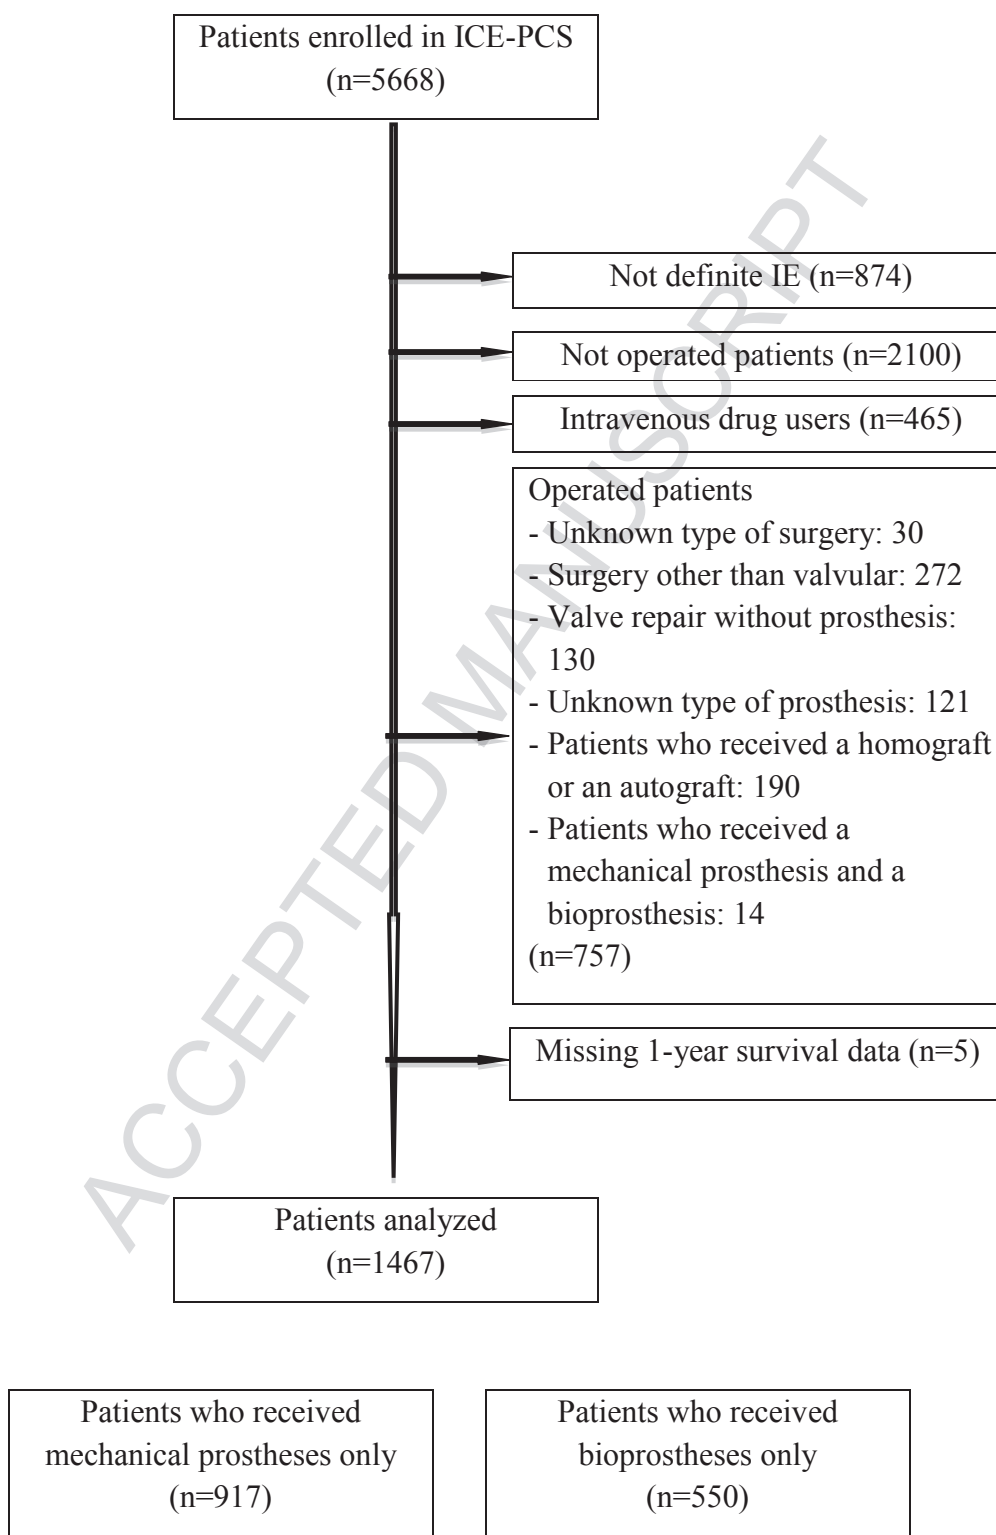 Patients enrolled in ICE-PCS
(n=5668)
Not definite IE (n=874)
Not operated patients (n=2100)
Intravenous drug users (n=465)
Operated patients
- Unknown type of surgery: 30
- Surgery other than valvular: 272
- Valve repair without prosthesis:
130
- Unknown type of prosthesis: 121
- Patients who received a homograft
or an autograft: 190
- Patients who received a
mechanical prosthesis and a
bioprosthesis: 14
(n=757)
Missing 1-year survival data (n=5)
Patients analyzed
(n=1467)
Patients who received
mechanical prostheses only
(n=917)
Patients who received
bioprostheses only
(n=550)
ACCEPTED MANUSCRIPT